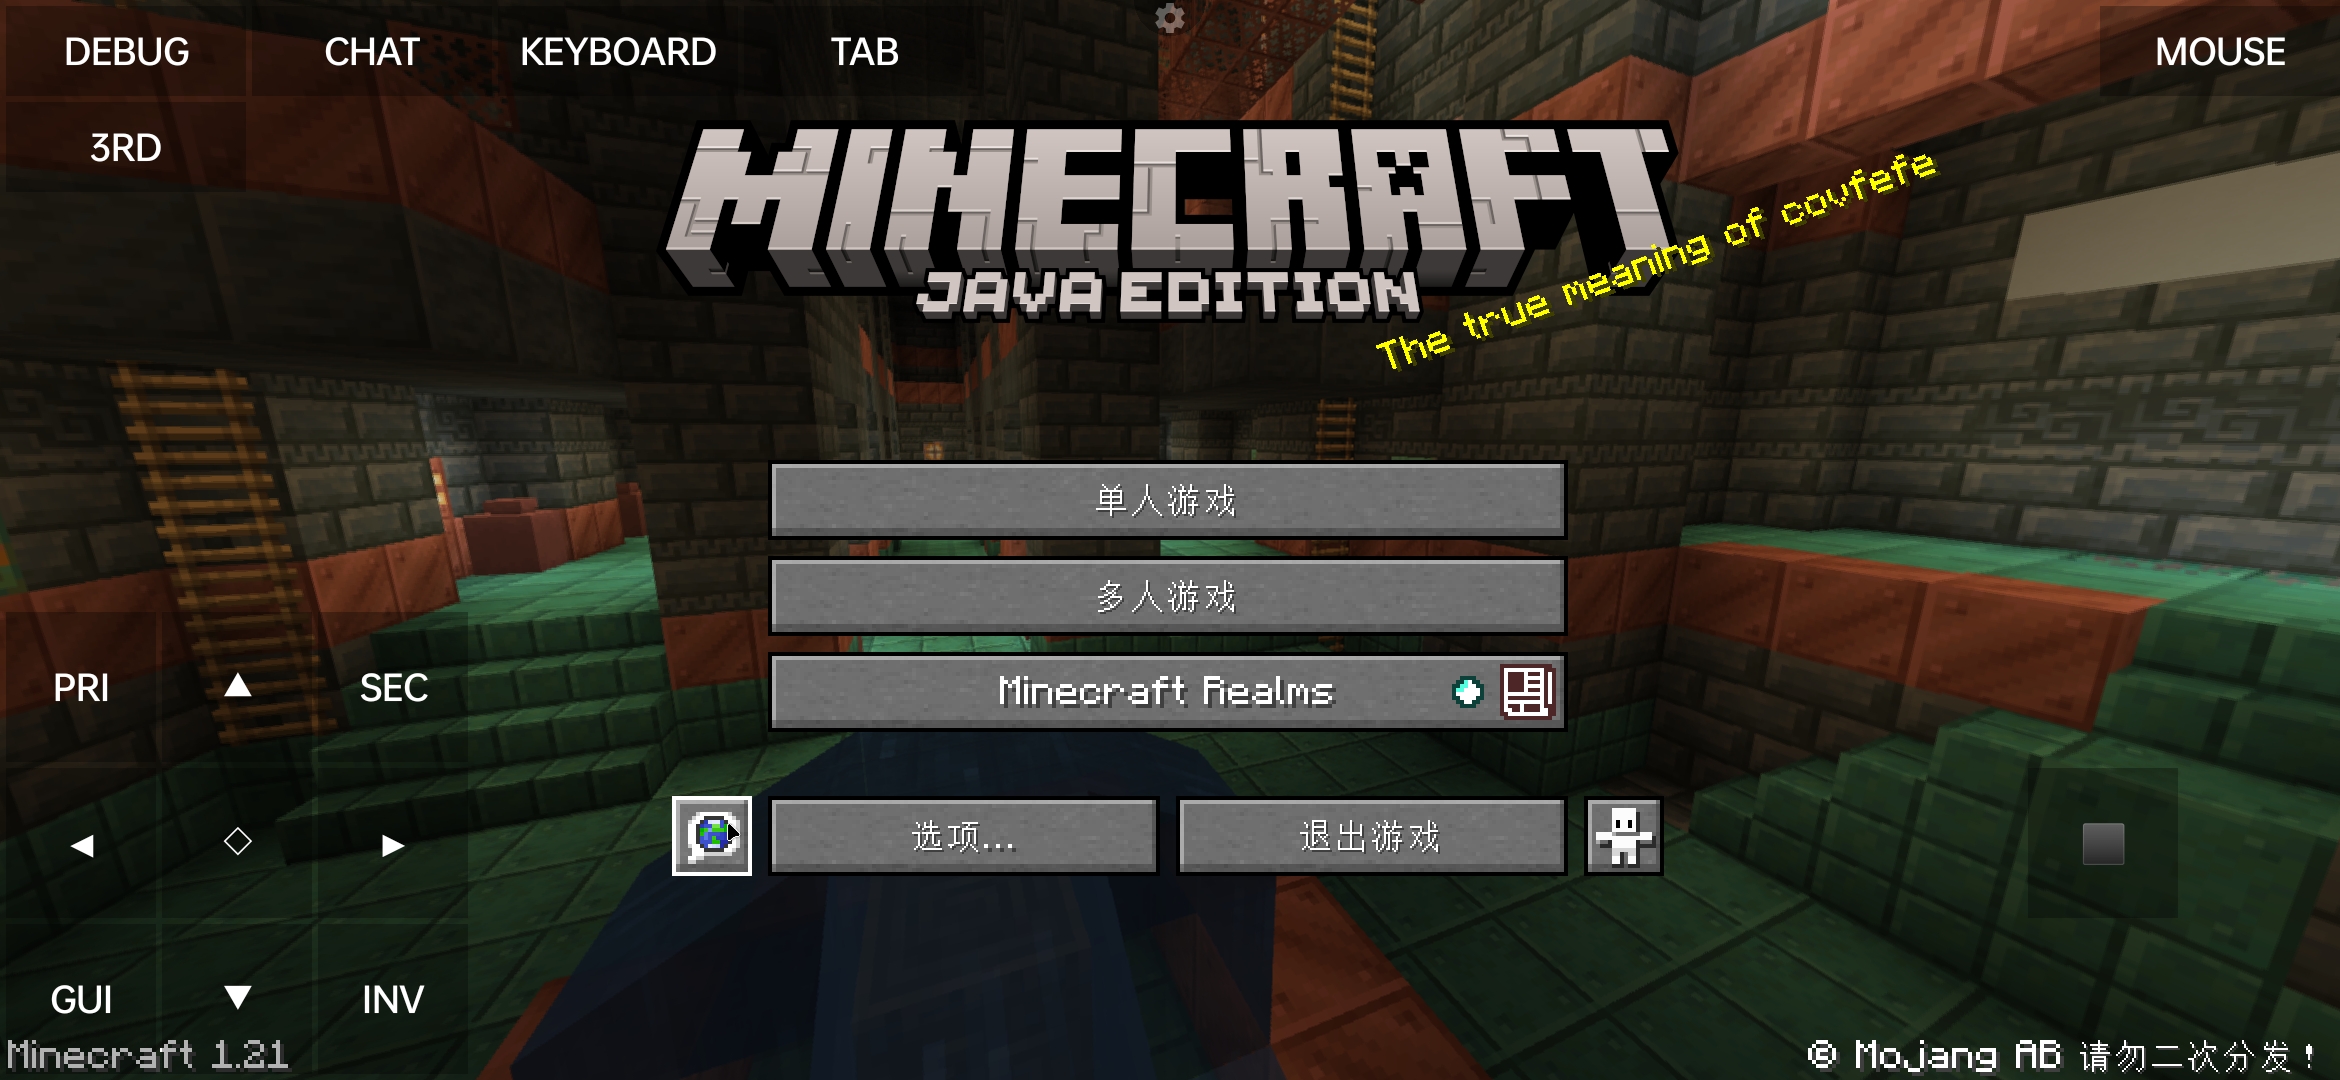 DEBUG CHAT KEYBOARD TAB MOUSE
3RD
MINECRAFT
JAVA EDITION
The true meaning of covfefe
单人游戏
多人游戏
Minecraft Realms
PRI ▲ SEC
◀ ◇ ▶
选项... 退出游戏
GUI ▼ INV
Minecraft 1.21
© Mojang AB 请勿二次分发！